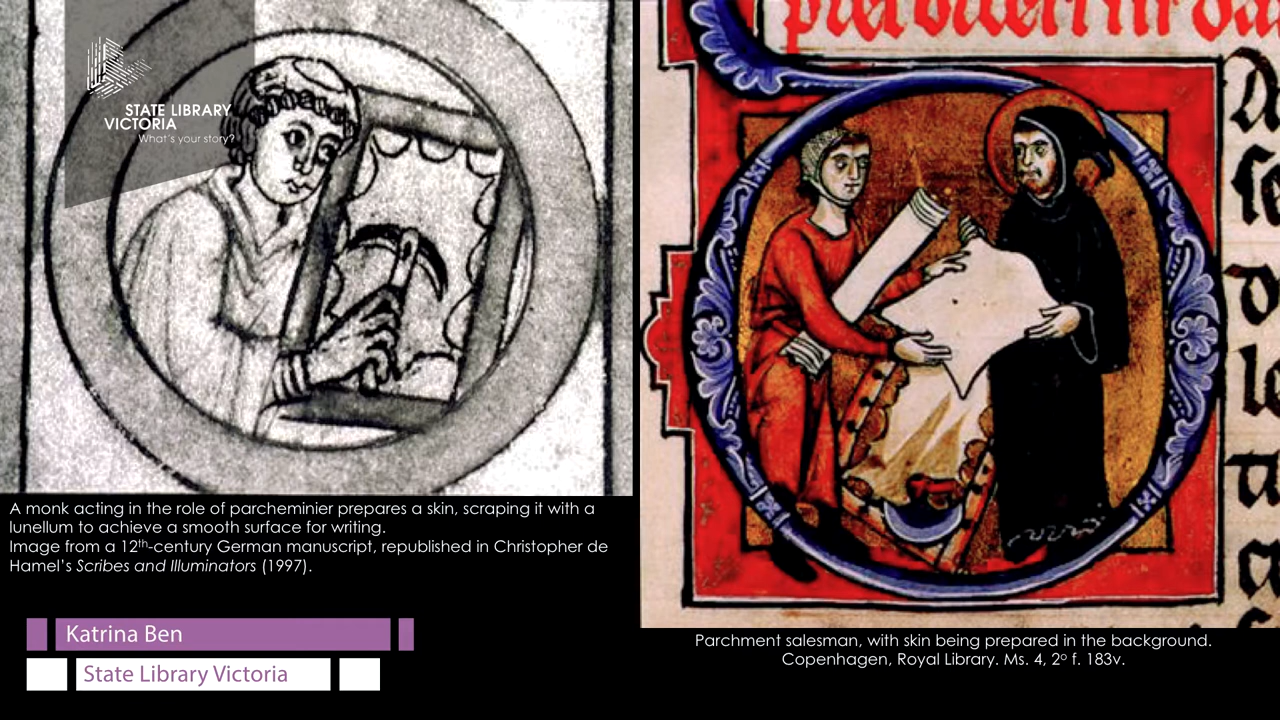 STATE LIBRARY
VICTORIA
What's your story?
A monk acting in the role of parcheminier prepares a skin, scraping it with a
lunellum to achieve a smooth surface for writing.
Image from a 12th-century German manuscript, republished in Christopher de
Hamel's Scribes and Illuminators (1997).
Katrina Ben
State Library Victoria
Parchment salesman, with skin being prepared in the background.
Copenhagen, Royal Library. Ms. 4, 2o f. 183v.